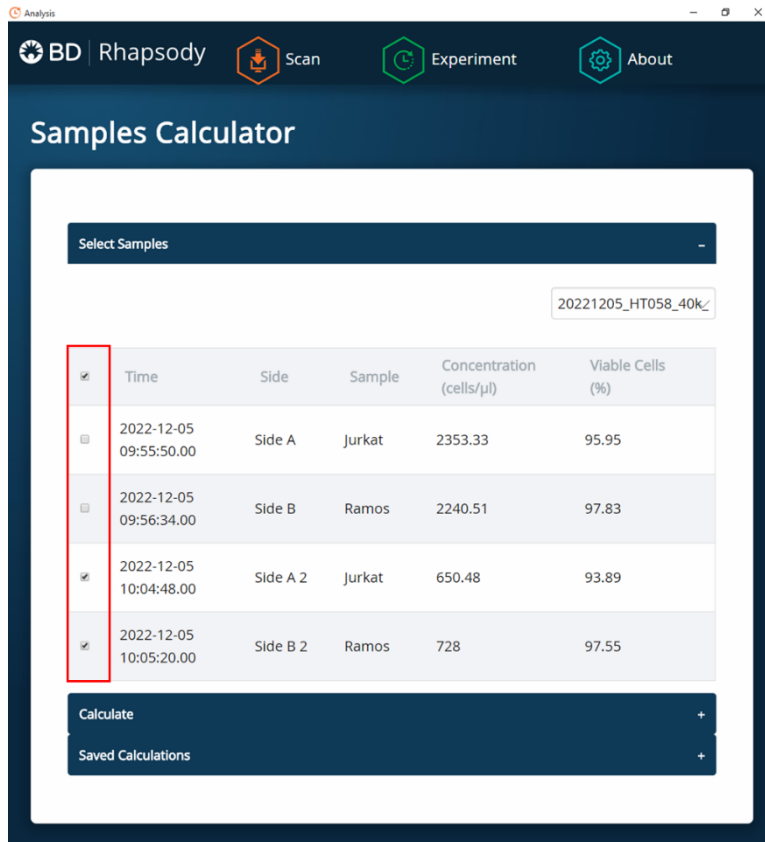 Analysis
BD Rhapsody Scan Experiment About
Samples Calculator
Select Samples
20221205_HT058_40k_
Time Side Sample Concentration (cells/µl) Viable Cells (%)
2022-12-05 09:55:50.00 Side A Jurkat 2353.33 95.95
2022-12-05 09:56:34.00 Side B Ramos 2240.51 97.83
2022-12-05 10:04:48.00 Side A 2 Jurkat 650.48 93.89
2022-12-05 10:05:20.00 Side B 2 Ramos 728 97.55
Calculate +
Saved Calculations +